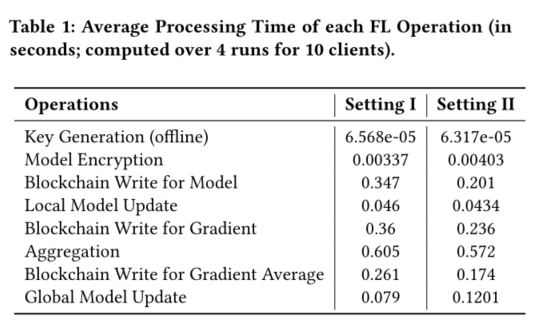 Table 1: Average Processing Time of each FL Operation (in
seconds; computed over 4 runs for 10 clients).
Operations Setting I Setting II
Key Generation (offline) 6.568e-05 6.317e-05
Model Encryption 0.00337 0.00403
Blockchain Write for Model 0.347 0.201
Local Model Update 0.046 0.0434
Blockchain Write for Gradient 0.36 0.236
Aggregation 0.605 0.572
Blockchain Write for Gradient Average 0.261 0.174
Global Model Update 0.079 0.1201